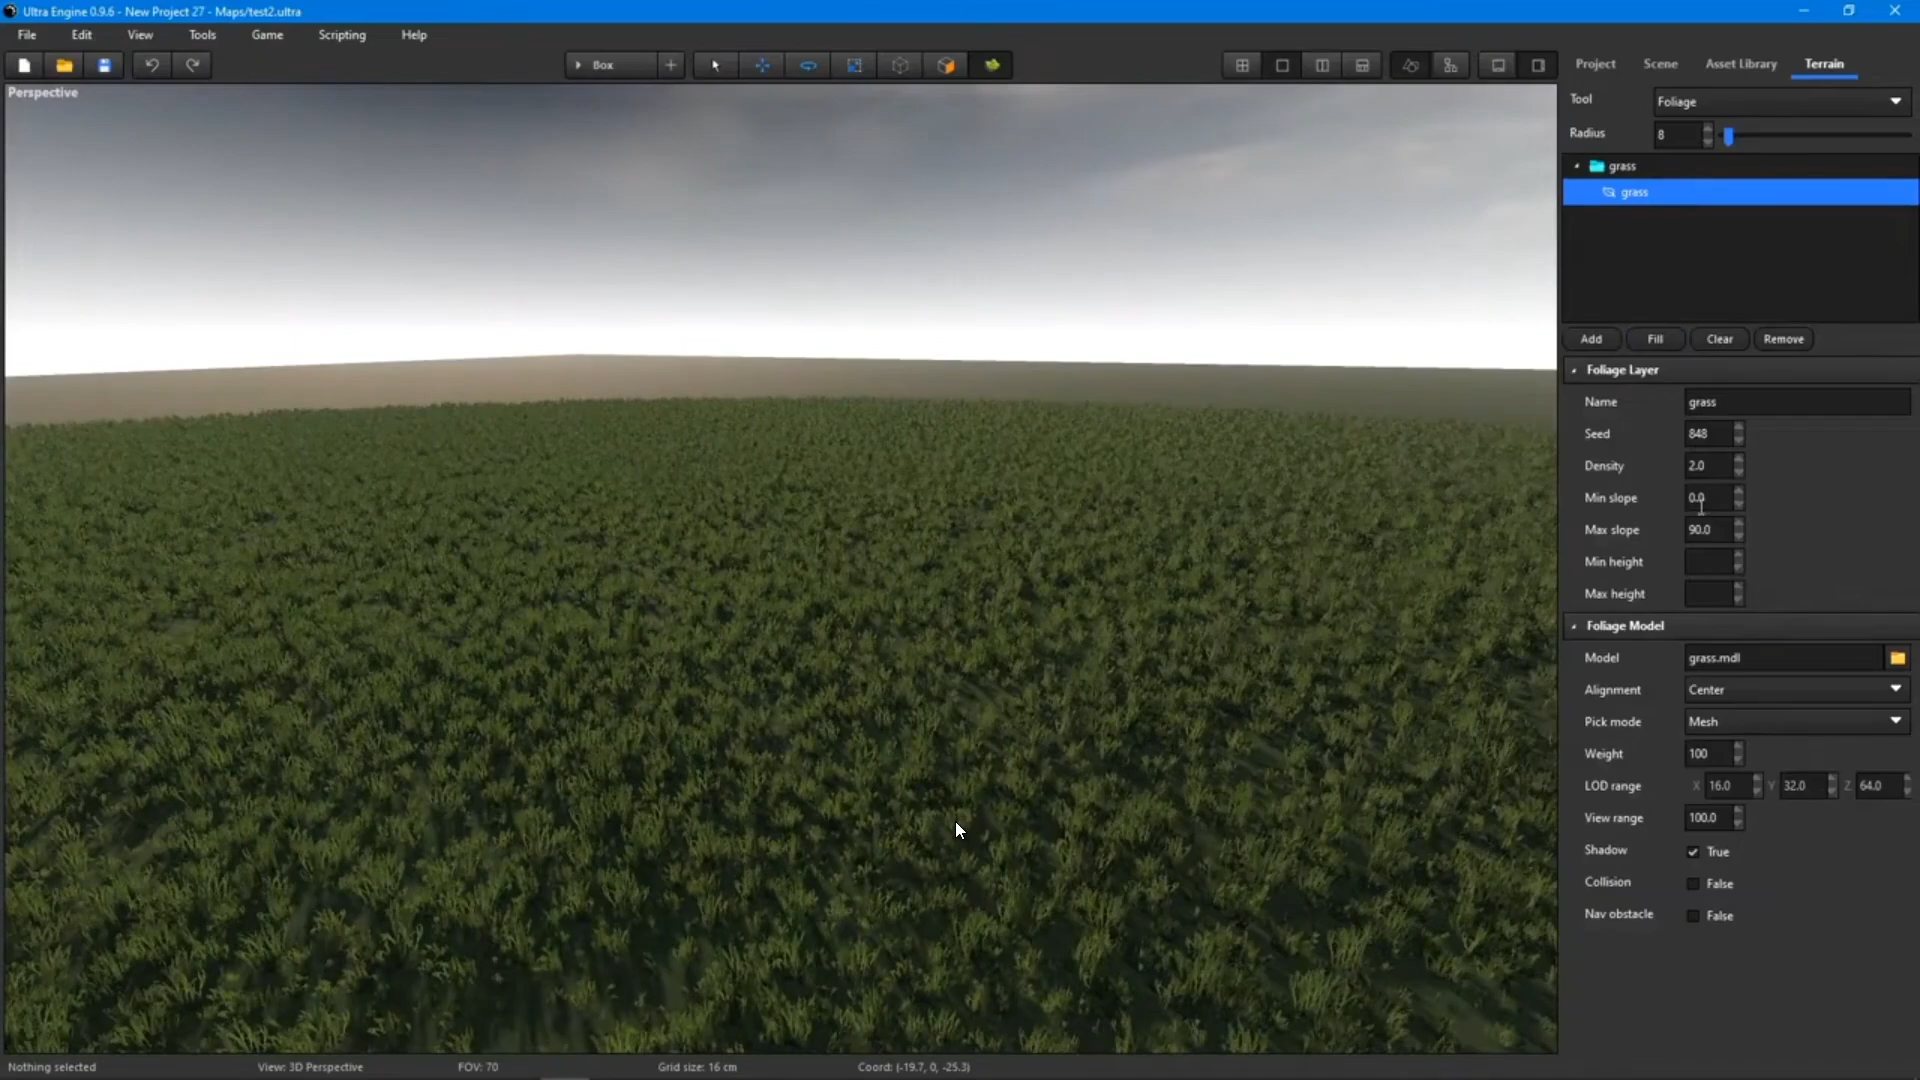 Ultra Engine 0.9.6 - New Project 27 - Maps/test2.ultra
File Edit View Tools Game Scripting Help
Box
Project Scene Asset Library Terrain
Perspective
Tool Foliage
Radius 8
grass
grass
Add Fill Clear Remove
Foliage Layer
Name grass
Seed 848
Density 2.0
Min slope 0.0
Max slope 90.0
Min height
Max height
Foliage Model
Model grass.mdl
Alignment Center
Pick mode Mesh
Weight 100
LOD range X 16.0 Y 32.0 Z 64.0
View range 100.0
Shadow True
Collision False
Nav obstacle False
Nothing selected View: 3D Perspective FOV: 70 Grid size: 16 cm Coord: (-19.7, 0, -25.3)